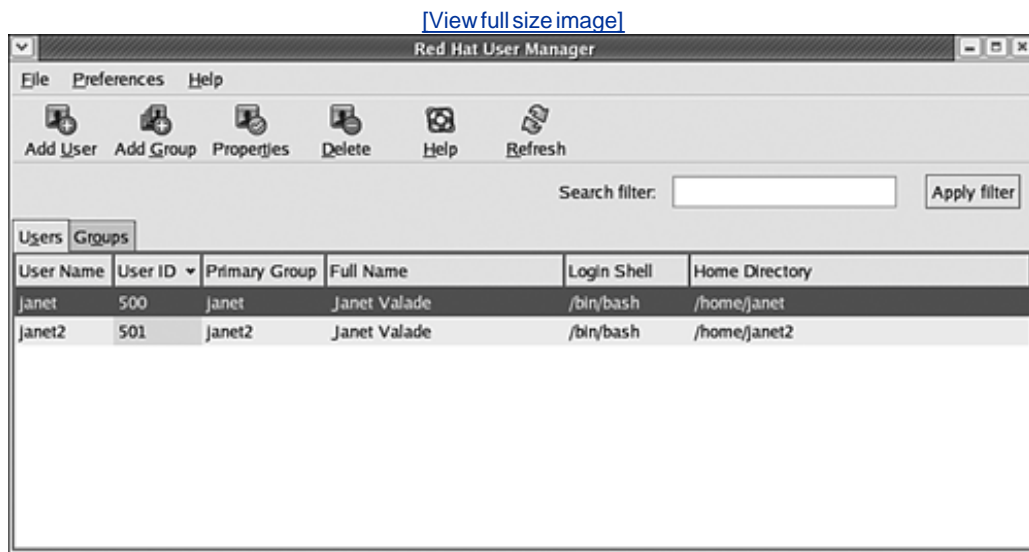 [View full size image]
Red Hat User Manager
File Preferences Help
Add User Add Group Properties Delete Help Refresh
Search filter: Apply filter
Users Groups
User Name User ID Primary Group Full Name Login Shell Home Directory
janet 500 janet Janet Valade /bin/bash /home/janet
janet2 501 janet2 Janet Valade /bin/bash /home/janet2